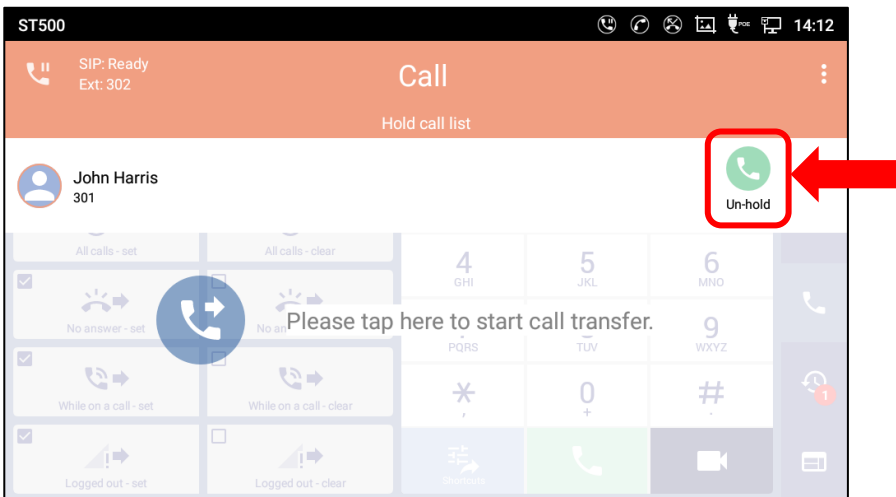 ST500
POE
14:12
SIP: Ready
Ext: 302
Call
Hold call list
John Harris
301
Un-hold
All calls - set
All calls - clear
4
GHI
5
JKL
6
MNO
No answer - set
Please tap here to start call transfer.
PQRS
TUV
9
WXYZ
While on a call - set
While on a call - clear
*
,
0
+
#
.
1
Logged out - set
Logged out - clear
Shortcuts